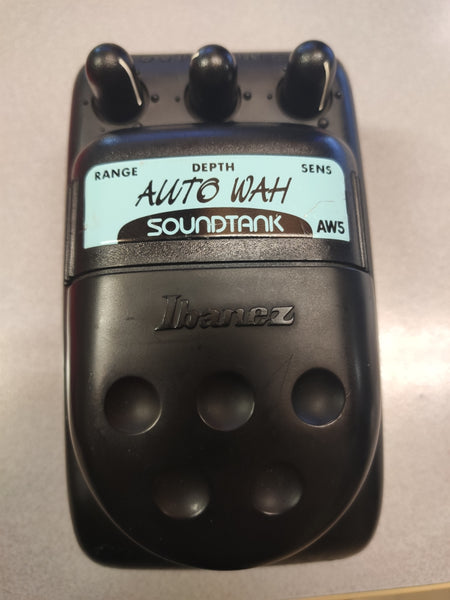 RANGE DEPTH SENS
AUTO WAH
SOUNDTANK AW5
Ibanez